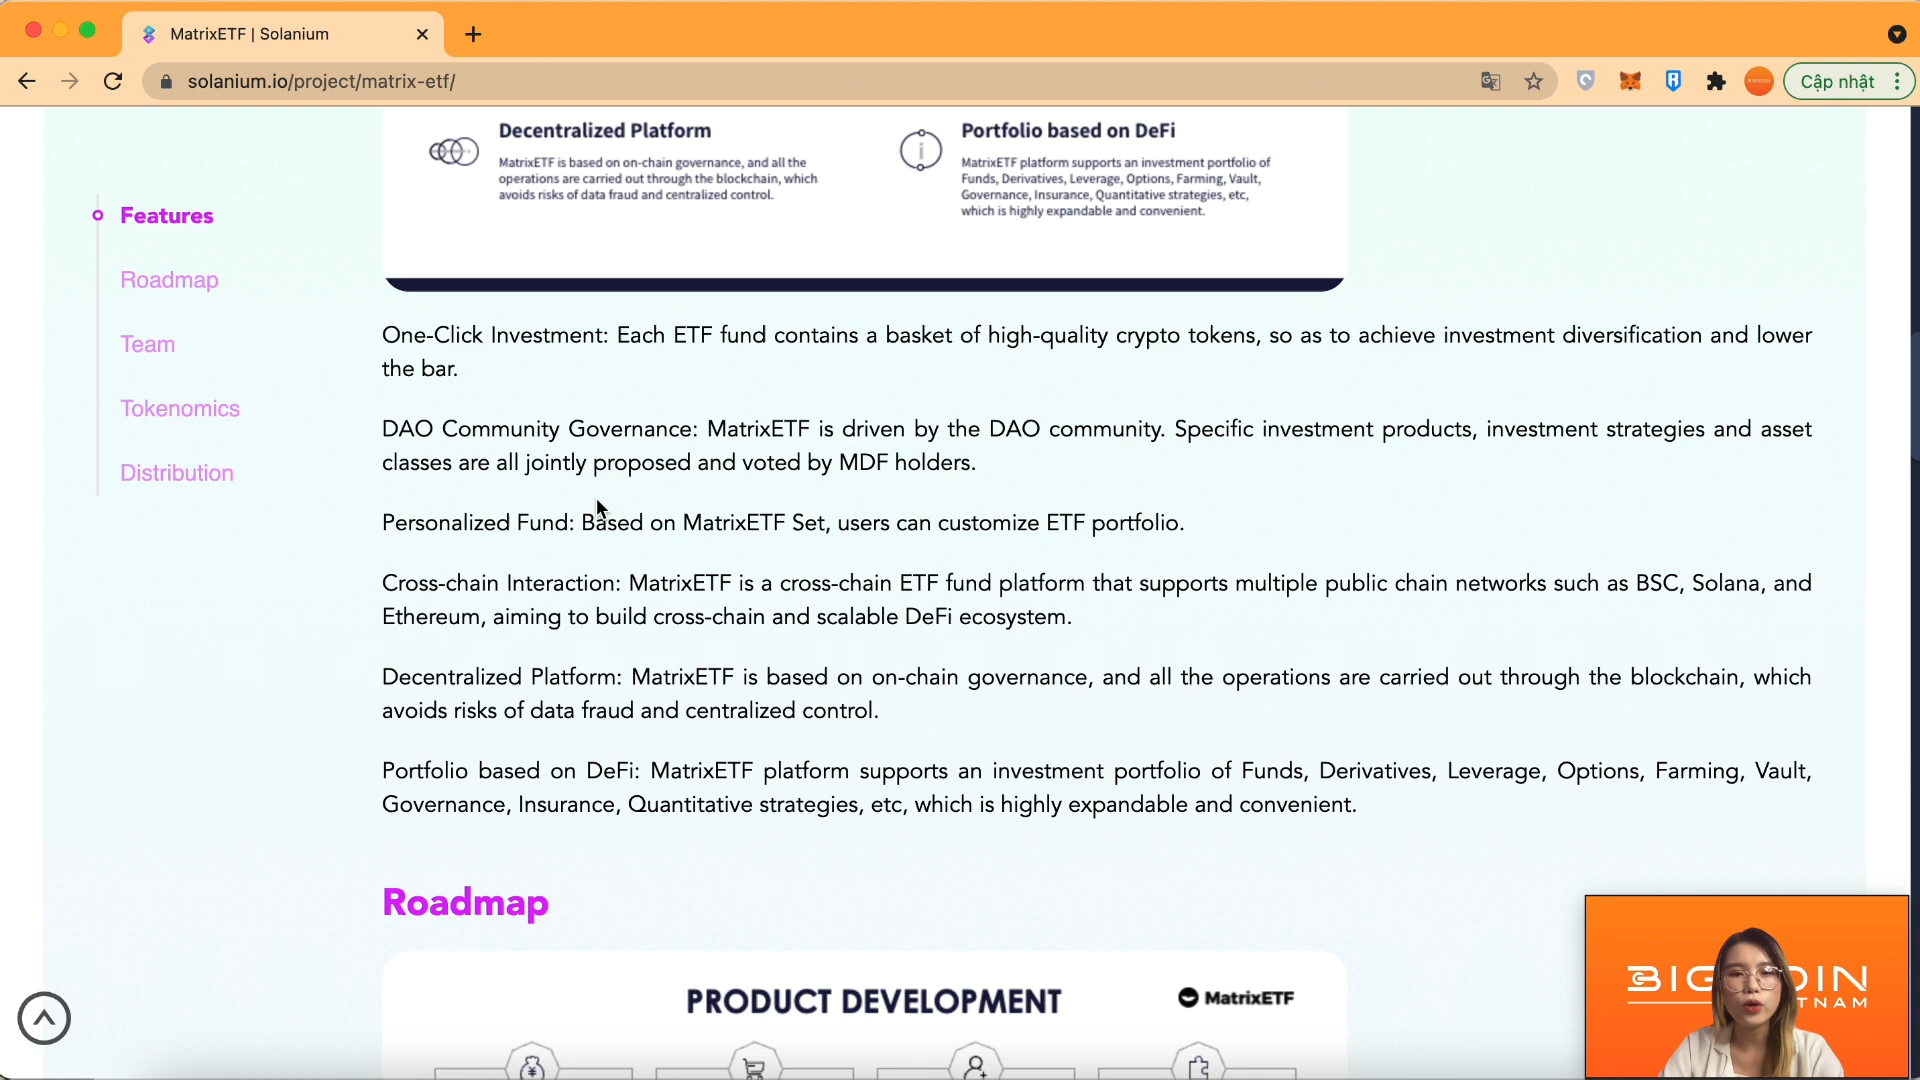 MatrixETF | Solanium
solanium.io/project/matrix-etf/
Cập nhật
Decentralized Platform
MatrixETF is based on on-chain governance, and all the
operations are carried out through the blockchain, which
avoids risks of data fraud and centralized control.
Portfolio based on DeFi
MatrixETF platform supports an investment portfolio of
Funds, Derivatives, Leverage, Options, Farming, Vault,
Governance, Insurance, Quantitative strategies, etc,
which is highly expandable and convenient.
Features
Roadmap
Team
Tokenomics
Distribution
One-Click Investment: Each ETF fund contains a basket of high-quality crypto tokens, so as to achieve investment diversification and lower
the bar.
DAO Community Governance: MatrixETF is driven by the DAO community. Specific investment products, investment strategies and asset
classes are all jointly proposed and voted by MDF holders.
Personalized Fund: Based on MatrixETF Set, users can customize ETF portfolio.
Cross-chain Interaction: MatrixETF is a cross-chain ETF fund platform that supports multiple public chain networks such as BSC, Solana, and
Ethereum, aiming to build cross-chain and scalable DeFi ecosystem.
Decentralized Platform: MatrixETF is based on on-chain governance, and all the operations are carried out through the blockchain, which
avoids risks of data fraud and centralized control.
Portfolio based on DeFi: MatrixETF platform supports an investment portfolio of Funds, Derivatives, Leverage, Options, Farming, Vault,
Governance, Insurance, Quantitative strategies, etc, which is highly expandable and convenient.
Roadmap
PRODUCT DEVELOPMENT
MatrixETF